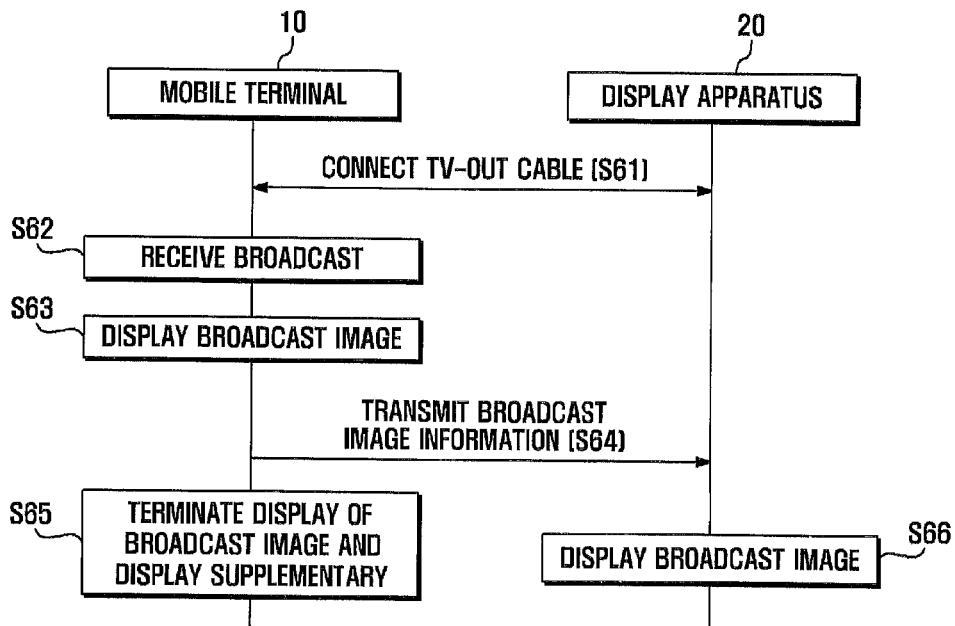 10
20
MOBILE TERMINAL
DISPLAY APPARATUS
CONNECT TV-OUT CABLE (S61)
S62
RECEIVE BROADCAST
S63
DISPLAY BROADCAST IMAGE
TRANSMIT BROADCAST
IMAGE INFORMATION (S64)
S65
TERMINATE DISPLAY OF
BROADCAST IMAGE AND
DISPLAY SUPPLEMENTARY
S66
DISPLAY BROADCAST IMAGE